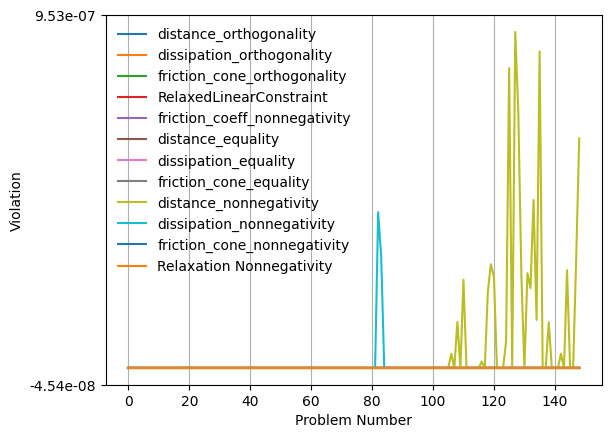 9.53e-07
distance_orthogonality
dissipation_orthogonality
friction_cone_orthogonality
RelaxedLinearConstraint
friction_coeff_nonnegativity
distance_equality
dissipation_equality
friction_cone_equality
distance_nonnegativity
dissipation_nonnegativity
friction_cone_nonnegativity
Relaxation Nonnegativity
Violation
-4.54e-08
0 20 40 60 80 100 120 140
Problem Number